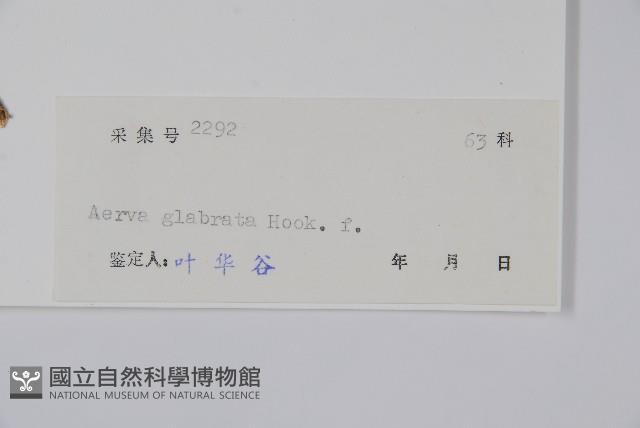 采集号 2292 63 科
Aerva glabrata Hook. f.
鉴定人: 叶华谷 年 月 日
國立自然科學博物館
NATIONAL MUSEUM OF NATURAL SCIENCE